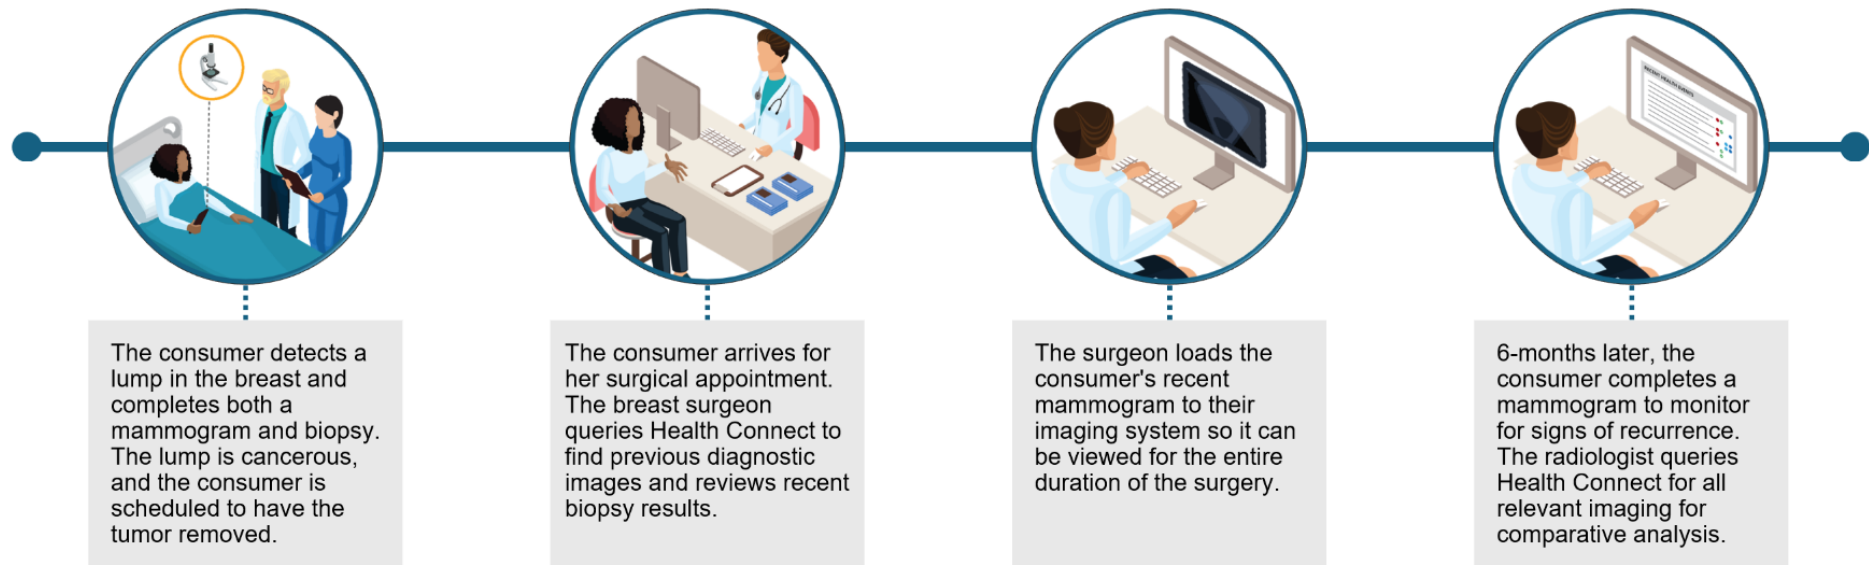 RECENT HEALTH EVENTS
The consumer detects a
lump in the breast and
completes both a
mammogram and biopsy.
The lump is cancerous,
and the consumer is
scheduled to have the
tumor removed.
The consumer arrives for
her surgical appointment.
The breast surgeon
queries Health Connect to
find previous diagnostic
images and reviews recent
biopsy results.
The surgeon loads the
consumer's recent
mammogram to their
imaging system so it can
be viewed for the entire
duration of the surgery.
6-months later, the
consumer completes a
mammogram to monitor
for signs of recurrence.
The radiologist queries
Health Connect for all
relevant imaging for
comparative analysis.